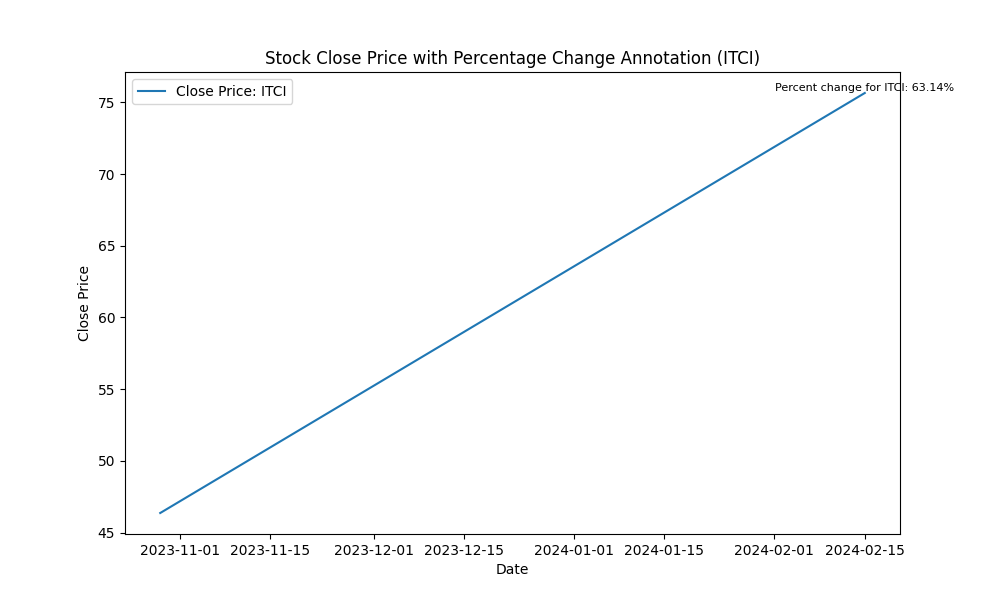 Stock Close Price with Percentage Change Annotation (ITCI)
Close Price: ITCI
Percent change for ITCI: 63.14%
75
70
65
60
55
50
45
Close Price
2023-11-01 2023-11-15 2023-12-01 2023-12-15 2024-01-01 2024-01-15 2024-02-01 2024-02-15
Date